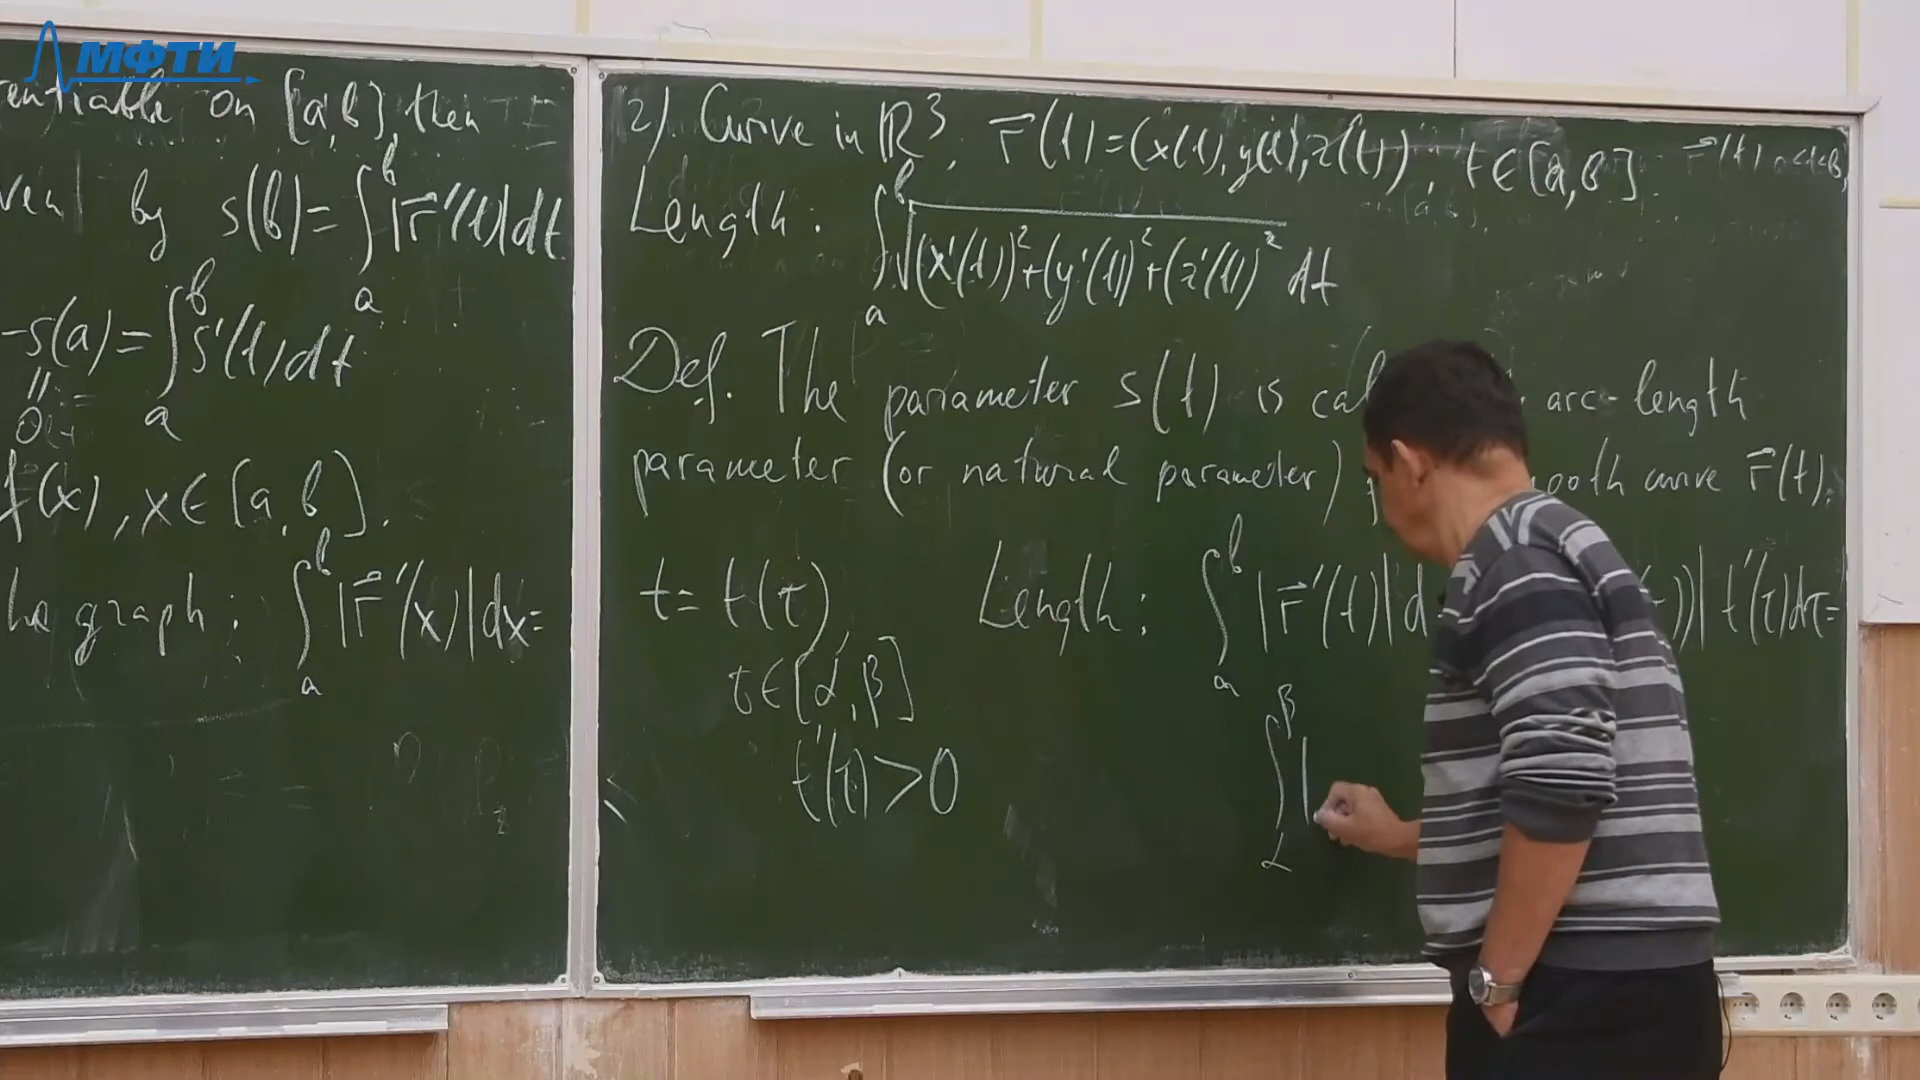 МФТИ
entiable on [a,b], then
ven by s(b)=∫_a^b |r⃗'(t)|dt
-s(a)=∫_a^b s'(t)dt
=
0
f(x), x∈[a,b].
he graph: ∫_a^b |r⃗'(x)|dx=
2). Curve in ℝ³. r⃗(t)=(x(t),y(t),z(t)), t∈[a,b].
Length: ∫_a^b √((x'(t))²+(y'(t))²+(z'(t))²) dt
Def. The parameter s(t) is arc-length
parameter (or natural parameter) curve r⃗(t).
t=t(τ) Length: ∫_a^b |r⃗'(t)|d )|t'(τ)dτ=
τ∈[α,β]
t'(τ)>0
∫_α^β |